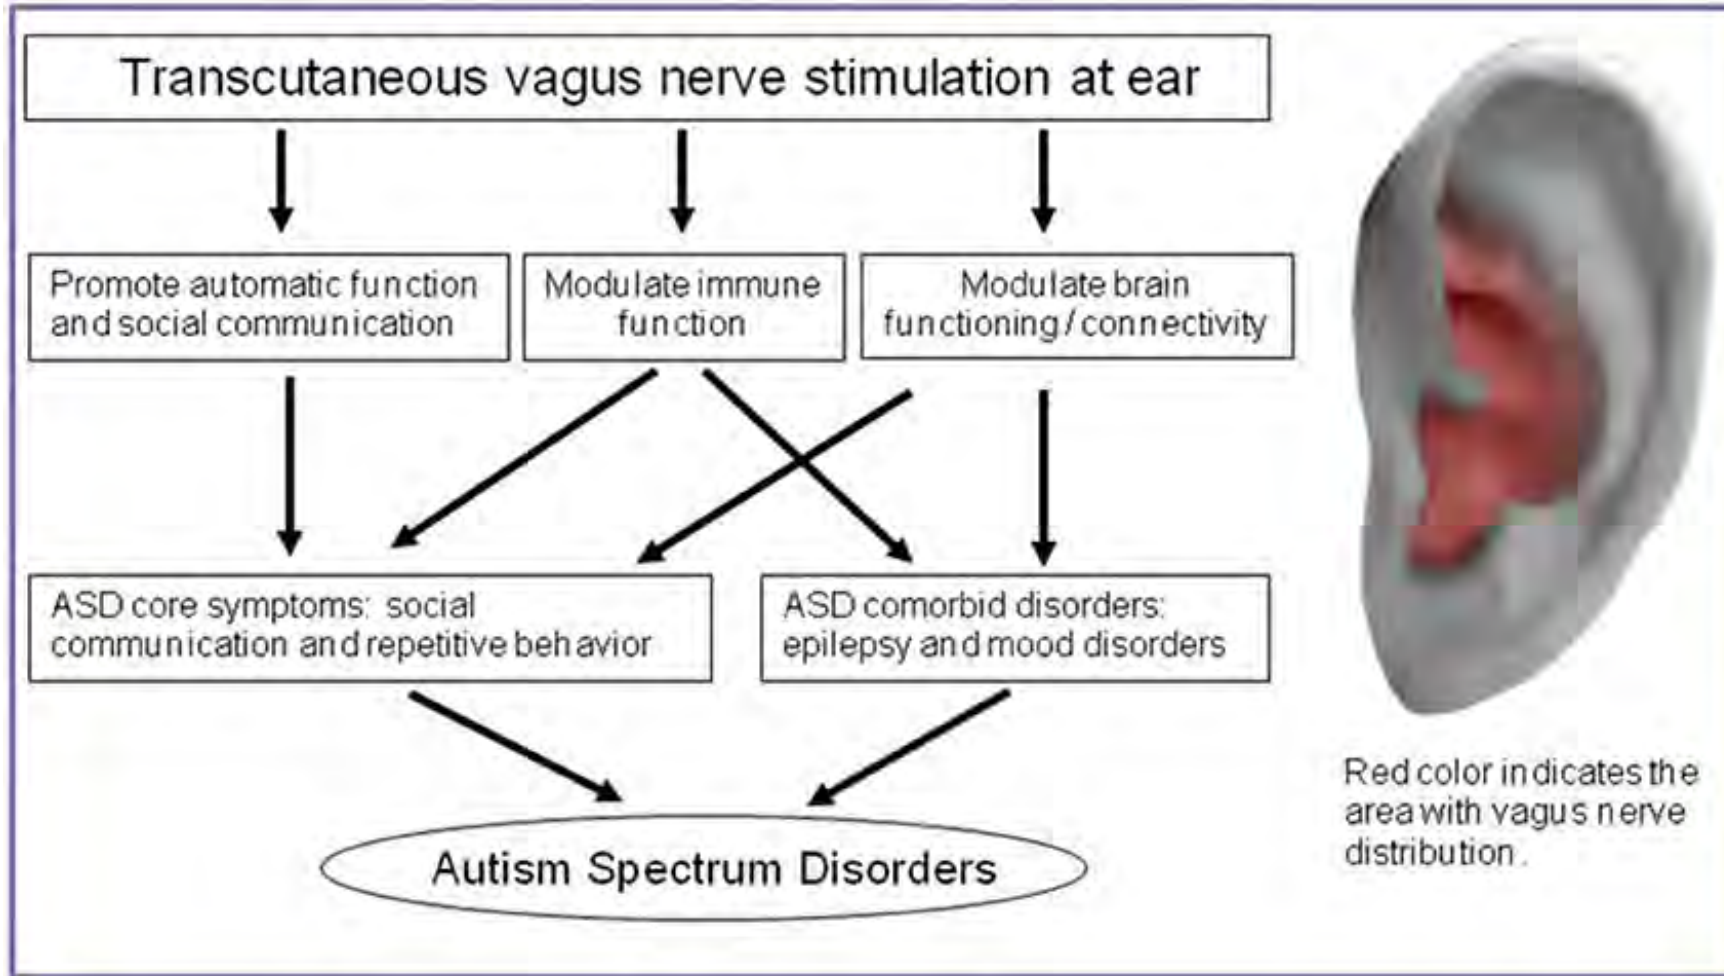 Transcutaneous vagus nerve stimulation at ear
Promote automatic function
and social communication
Modulate immune
function
Modulate brain
functioning/connectivity
ASD core symptoms: social
communication and repetitive behavior
ASD comorbid disorders:
epilepsy and mood disorders
Autism Spectrum Disorders
Red color indicates the
area with vagus nerve
distribution.